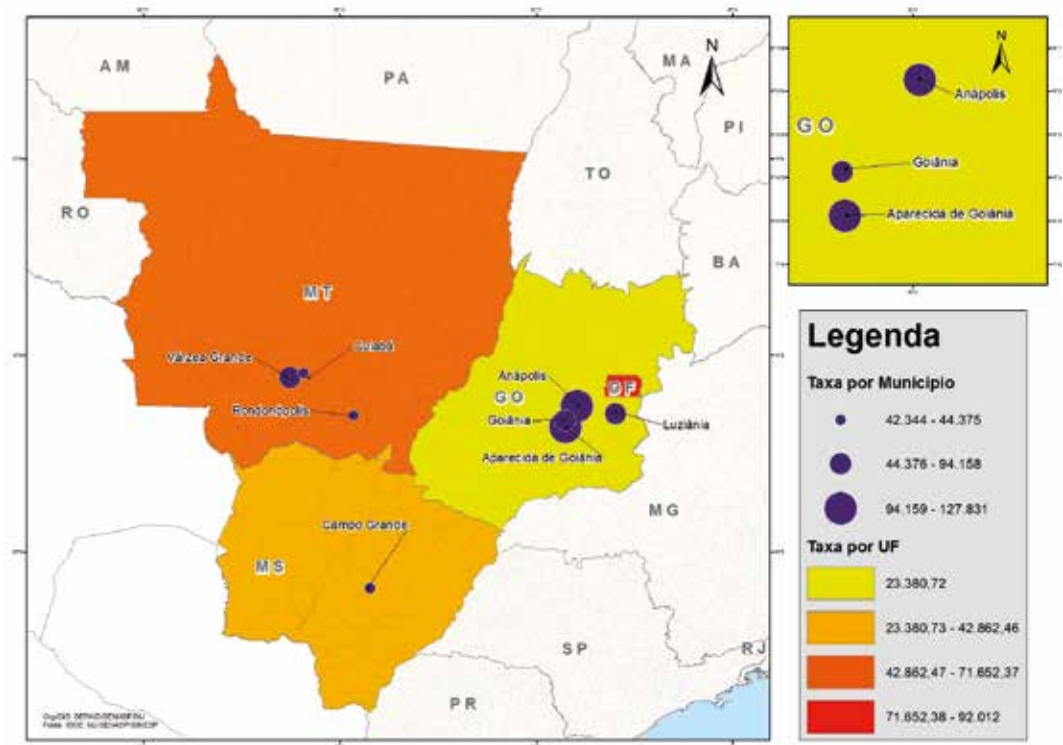 AM
PA
MA
PI
TO
RO
BA
MT
Várzea Grande
Cuiabá
Rondonópolis
GO
DF
Anápolis
Goiânia
Luziânia
Aparecida de Goiânia
MG
Campo Grande
MS
SP
RJ
PR
N
N
GO
Anápolis
Goiânia
Aparecida de Goiânia
Legenda
Taxa por Município
42.344 - 44.375
44.376 - 94.158
94.159 - 127.831
Taxa por UF
23.380,72
23.380,73 - 42.862,46
42.862,47 - 71.652,37
71.652,38 - 92.012